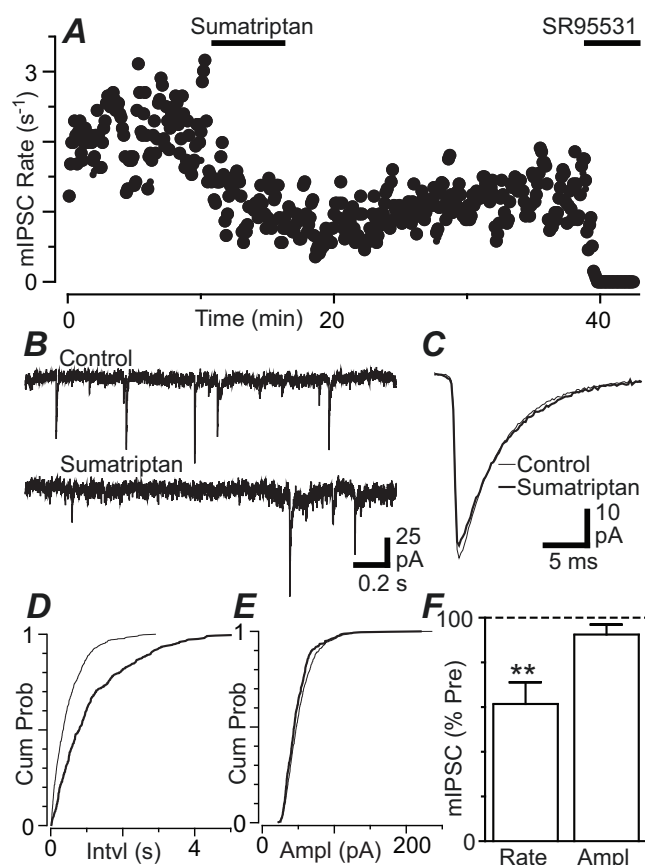 A
Sumatriptan
SR95531
mIPSC Rate (s⁻¹)
3
0
0
20
40
Time (min)
B
Control
Sumatriptan
25
pA
0.2 s
C
Control
Sumatriptan
10
pA
5 ms
D
Cum Prob
1
0
0
4
Intvl (s)
E
Cum Prob
1
0
0
200
Ampl (pA)
F
mIPSC (% Pre)
100
0
**
Rate
Ampl